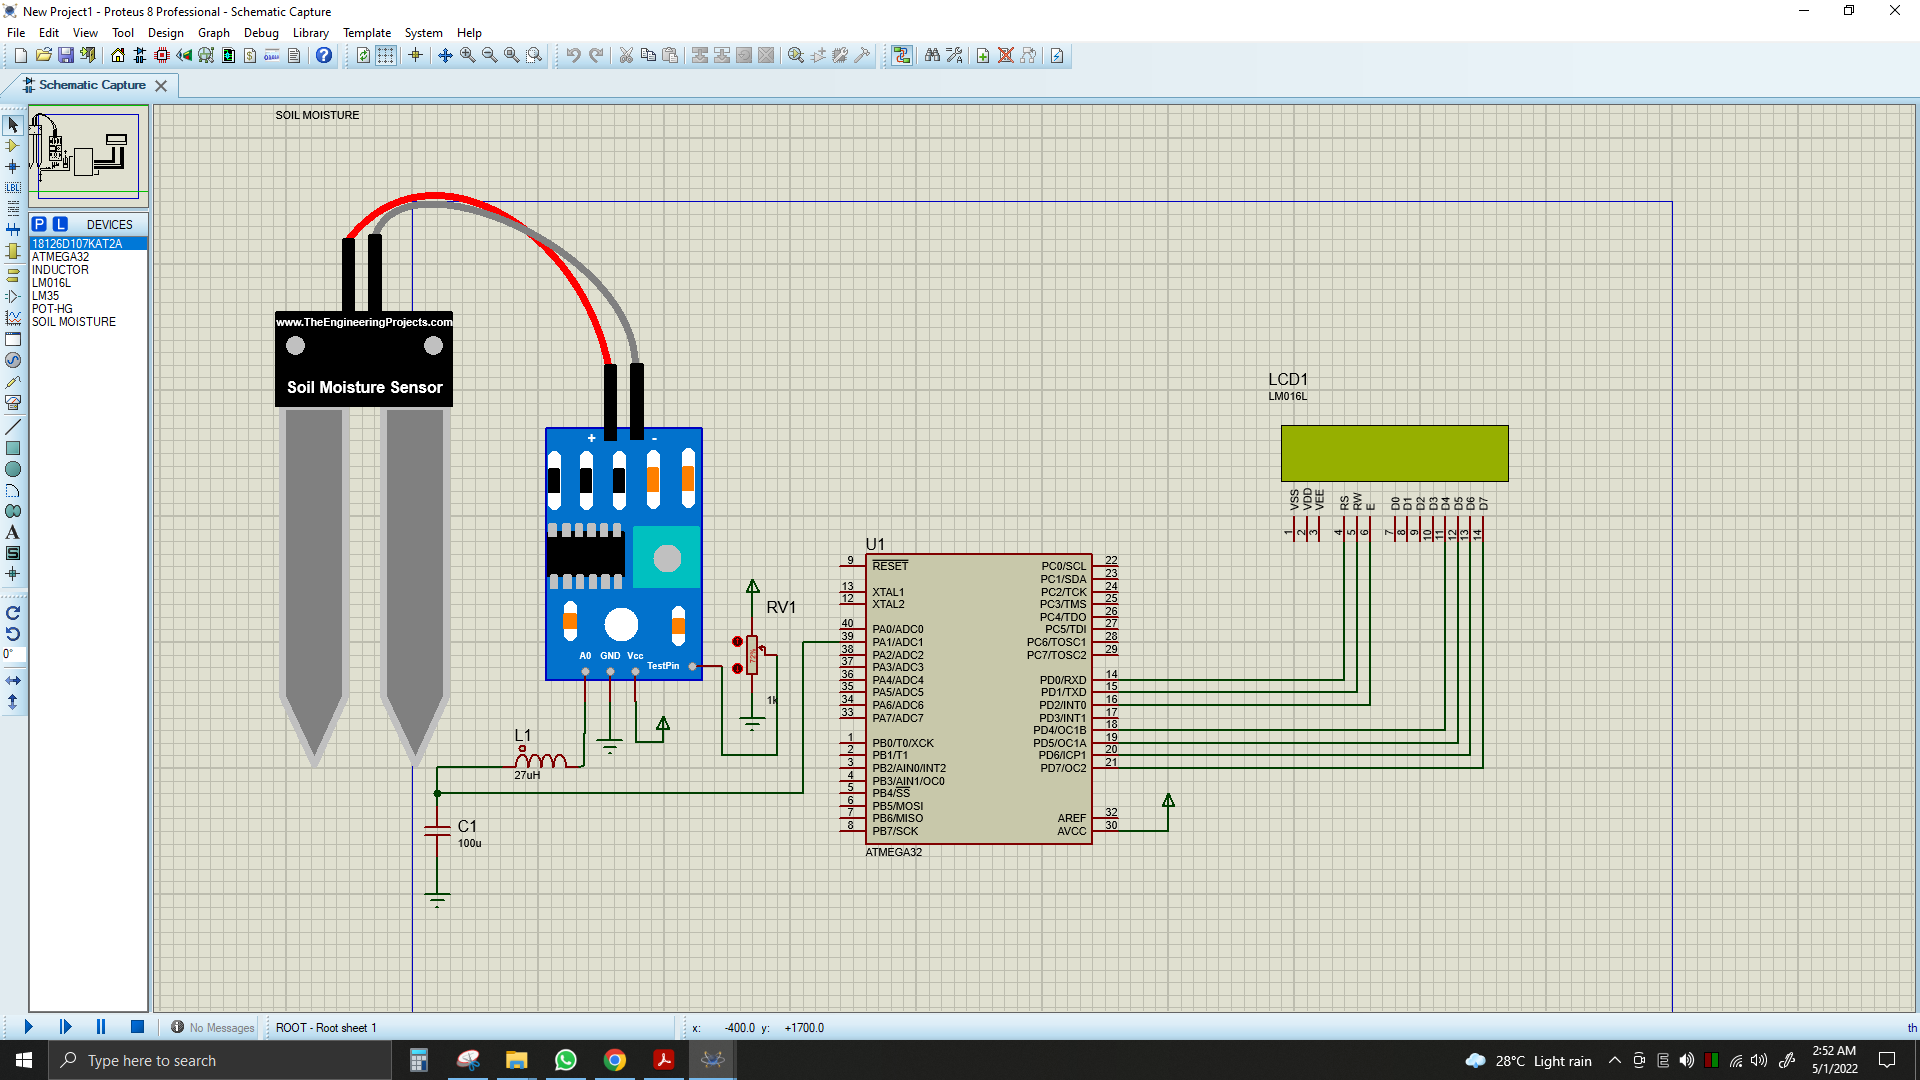 New Project1 - Proteus 8 Professional - Schematic Capture
File Edit View Tool Design Graph Debug Library Template System Help
Schematic Capture
SOIL MOISTURE
P L DEVICES
18126D107KAT2A
ATMEGA32
INDUCTOR
LM016L
LM35
POT-HG
SOIL MOISTURE
LBL
A
S
0°
www.TheEngineeringProjects.com
Soil Moisture Sensor
+ -
A0 GND Vcc
TestPin
RV1
72%
1k
L1
27uH
C1
100u
LCD1
LM016L
VSS VDD VEE RS RW E D0 D1 D2 D3 D4 D5 D6 D7
1 2 3 4 5 6 7 8 9 10 11 12 13 14
U1
9 RESET PC0/SCL 22
PC1/SDA 23
13 XTAL1 PC2/TCK 24
12 XTAL2 PC3/TMS 25
PC4/TDO 26
40 PA0/ADC0 PC5/TDI 27
39 PA1/ADC1 PC6/TOSC1 28
38 PA2/ADC2 PC7/TOSC2 29
37 PA3/ADC3
36 PA4/ADC4 PD0/RXD 14
35 PA5/ADC5 PD1/TXD 15
34 PA6/ADC6 PD2/INT0 16
33 PA7/ADC7 PD3/INT1 17
PD4/OC1B 18
1 PB0/T0/XCK PD5/OC1A 19
2 PB1/T1 PD6/ICP1 20
3 PB2/AIN0/INT2 PD7/OC2 21
4 PB3/AIN1/OC0
5 PB4/SS
6 PB5/MOSI
7 PB6/MISO AREF 32
8 PB7/SCK AVCC 30
ATMEGA32
No Messages ROOT - Root sheet 1 x: -400.0 y: +1700.0 th
Type here to search 28°C Light rain 2:52 AM
5/1/2022